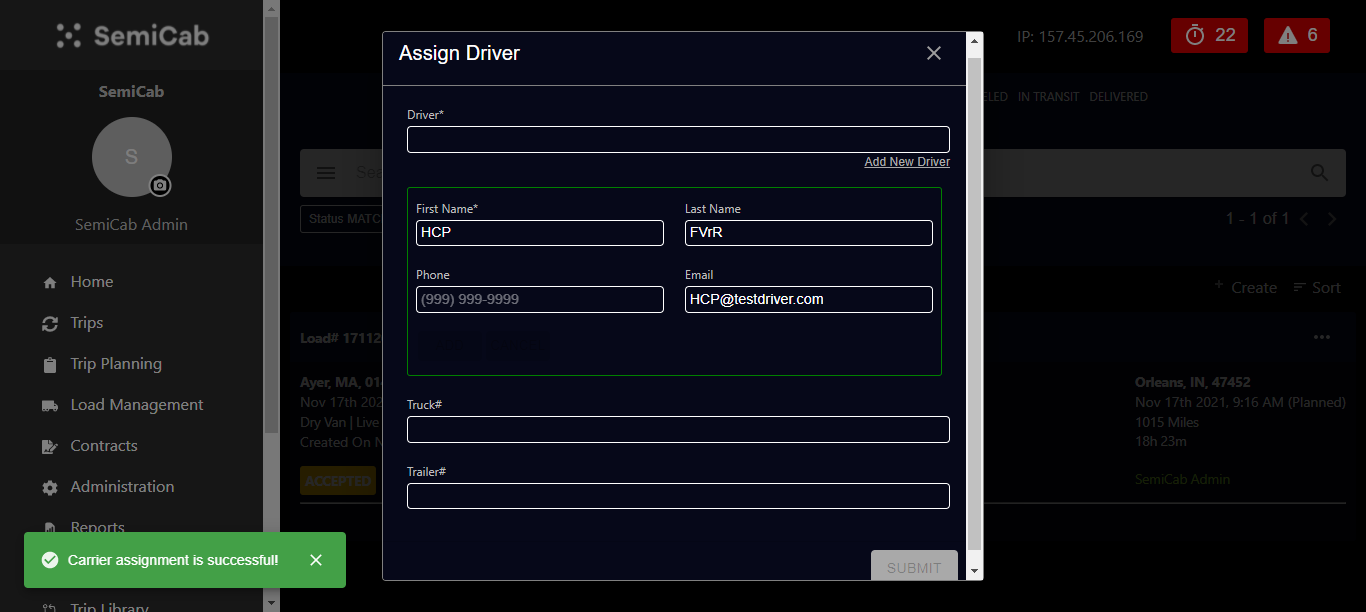 SemiCab
SemiCab
S
SemiCab Admin
Home
Trips
Trip Planning
Load Management
Contracts
Administration
Reports
Trip Library
Carrier assignment is successful!
IP: 157.45.206.169
22
6
IN TRANSIT DELIVERED
Status MATC
1 - 1 of 1
+ Create
Sort
Load# 17112
Ayer, MA,
Nov 17th 202
Dry Van | Live
Created On N
ACCEPTED
Orleans, IN, 47452
Nov 17th 2021, 9:16 AM (Planned)
1015 Miles
18h 23m
SemiCab Admin
Assign Driver
Driver*
Add New Driver
First Name*
Last Name
HCP
FVrR
Phone
Email
(999) 999-9999
HCP@testdriver.com
Truck#
Trailer#
SUBMIT